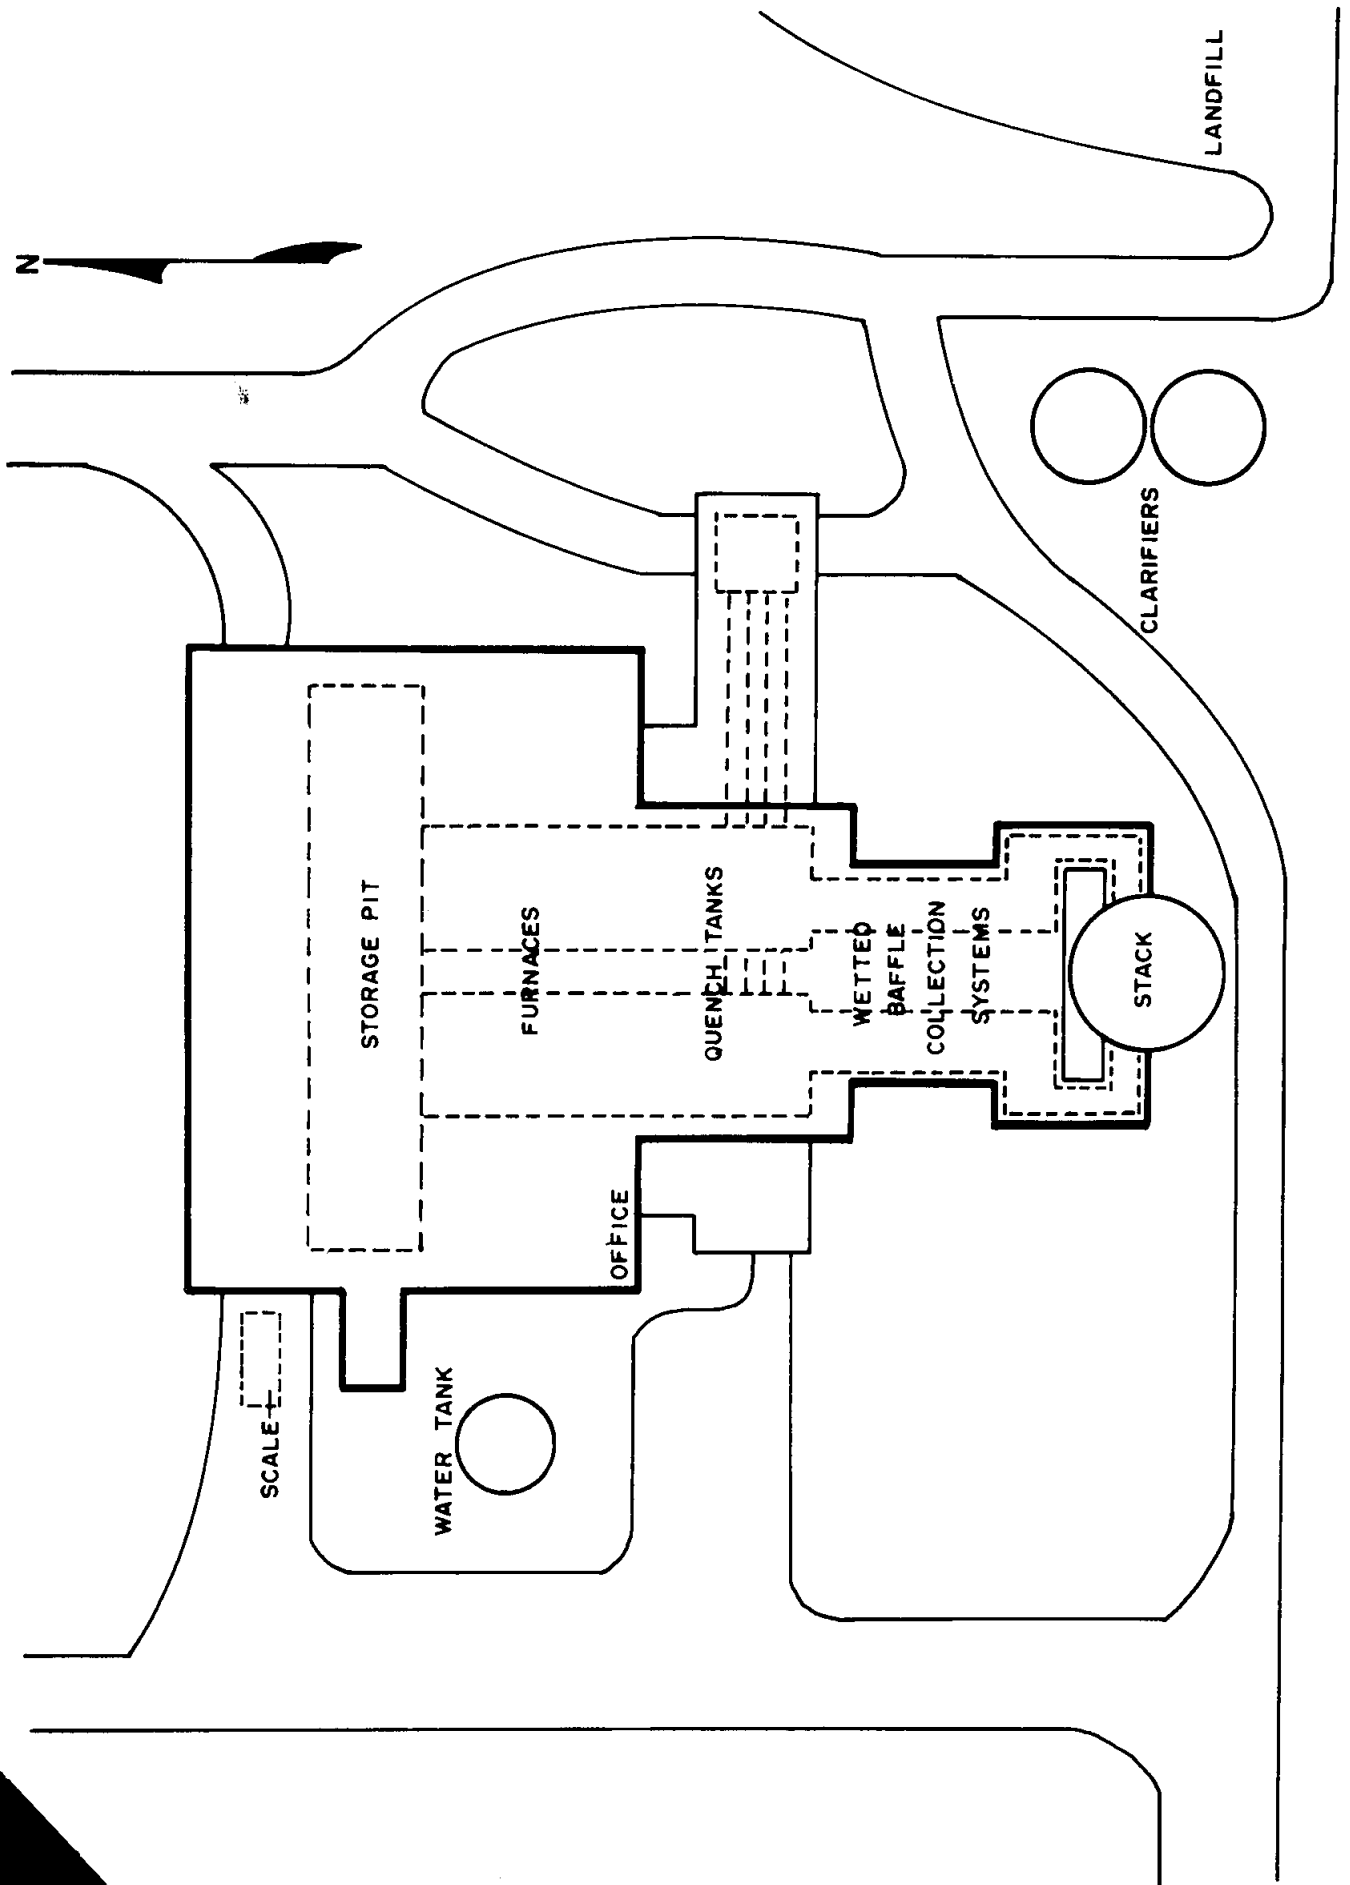 N
LANDFILL
SCALE
STORAGE PIT
WATER TANK
FURNACES
OFFICE
QUENCH TANKS
WETTED
BAFFLE
COLLECTION
SYSTEMS
STACK
CLARIFIERS